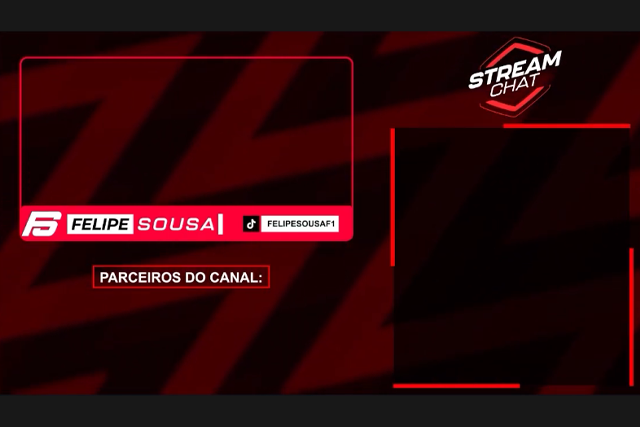 STREAM
CHAT
FS FELIPE SOUSA FELIPESOUSAF1
PARCEIROS DO CANAL: